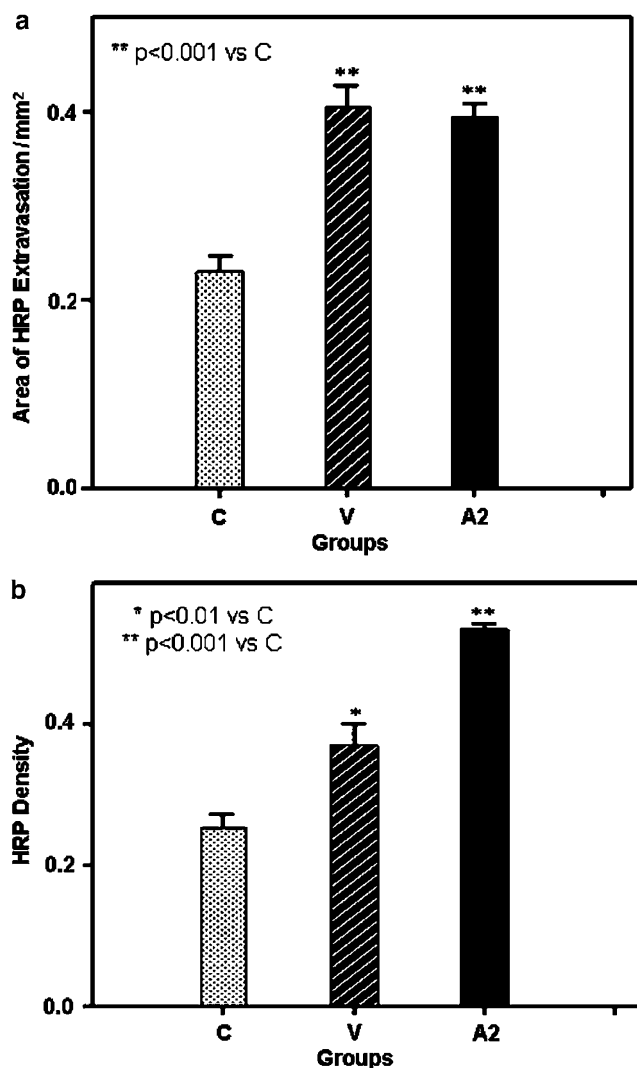 a
** p<0.001 vs C
** **
Area of HRP Extravasation/mm²
0.4
0.2
0.0
C V A2
Groups
b
* p<0.01 vs C
** p<0.001 vs C
* **
HRP Density
0.4
0.2
0.0
C V A2
Groups